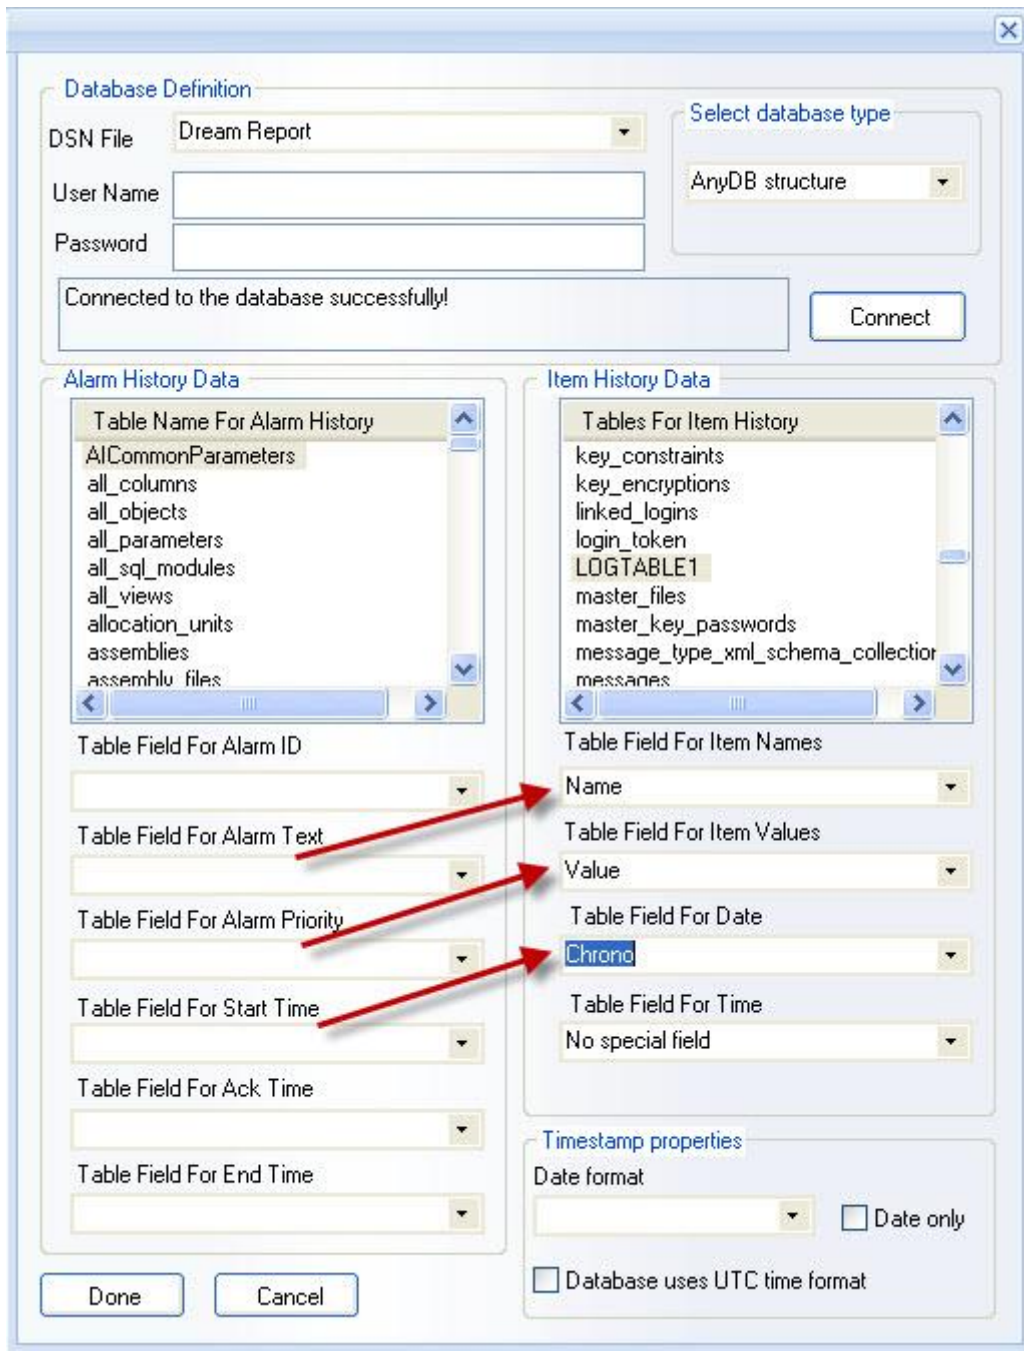 Database Definition
DSN File
Dream Report
User Name
Password
Select database type
AnyDB structure
Connected to the database successfully!
Connect
Alarm History Data
Table Name For Alarm History
AlCommonParameters
all_columns
all_objects
all_parameters
all_sql_modules
all_views
allocation_units
assemblies
assembly_files
Table Field For Alarm ID
Table Field For Alarm Text
Table Field For Alarm Priority
Table Field For Start Time
Table Field For Ack Time
Table Field For End Time
Item History Data
Tables For Item History
key_constraints
key_encryptions
linked_logins
login_token
LOGTABLE1
master_files
master_key_passwords
message_type_xml_schema_collection
messages
Table Field For Item Names
Name
Table Field For Item Values
Value
Table Field For Date
Chrono
Table Field For Time
No special field
Timestamp properties
Date format
Date only
Database uses UTC time format
Done
Cancel